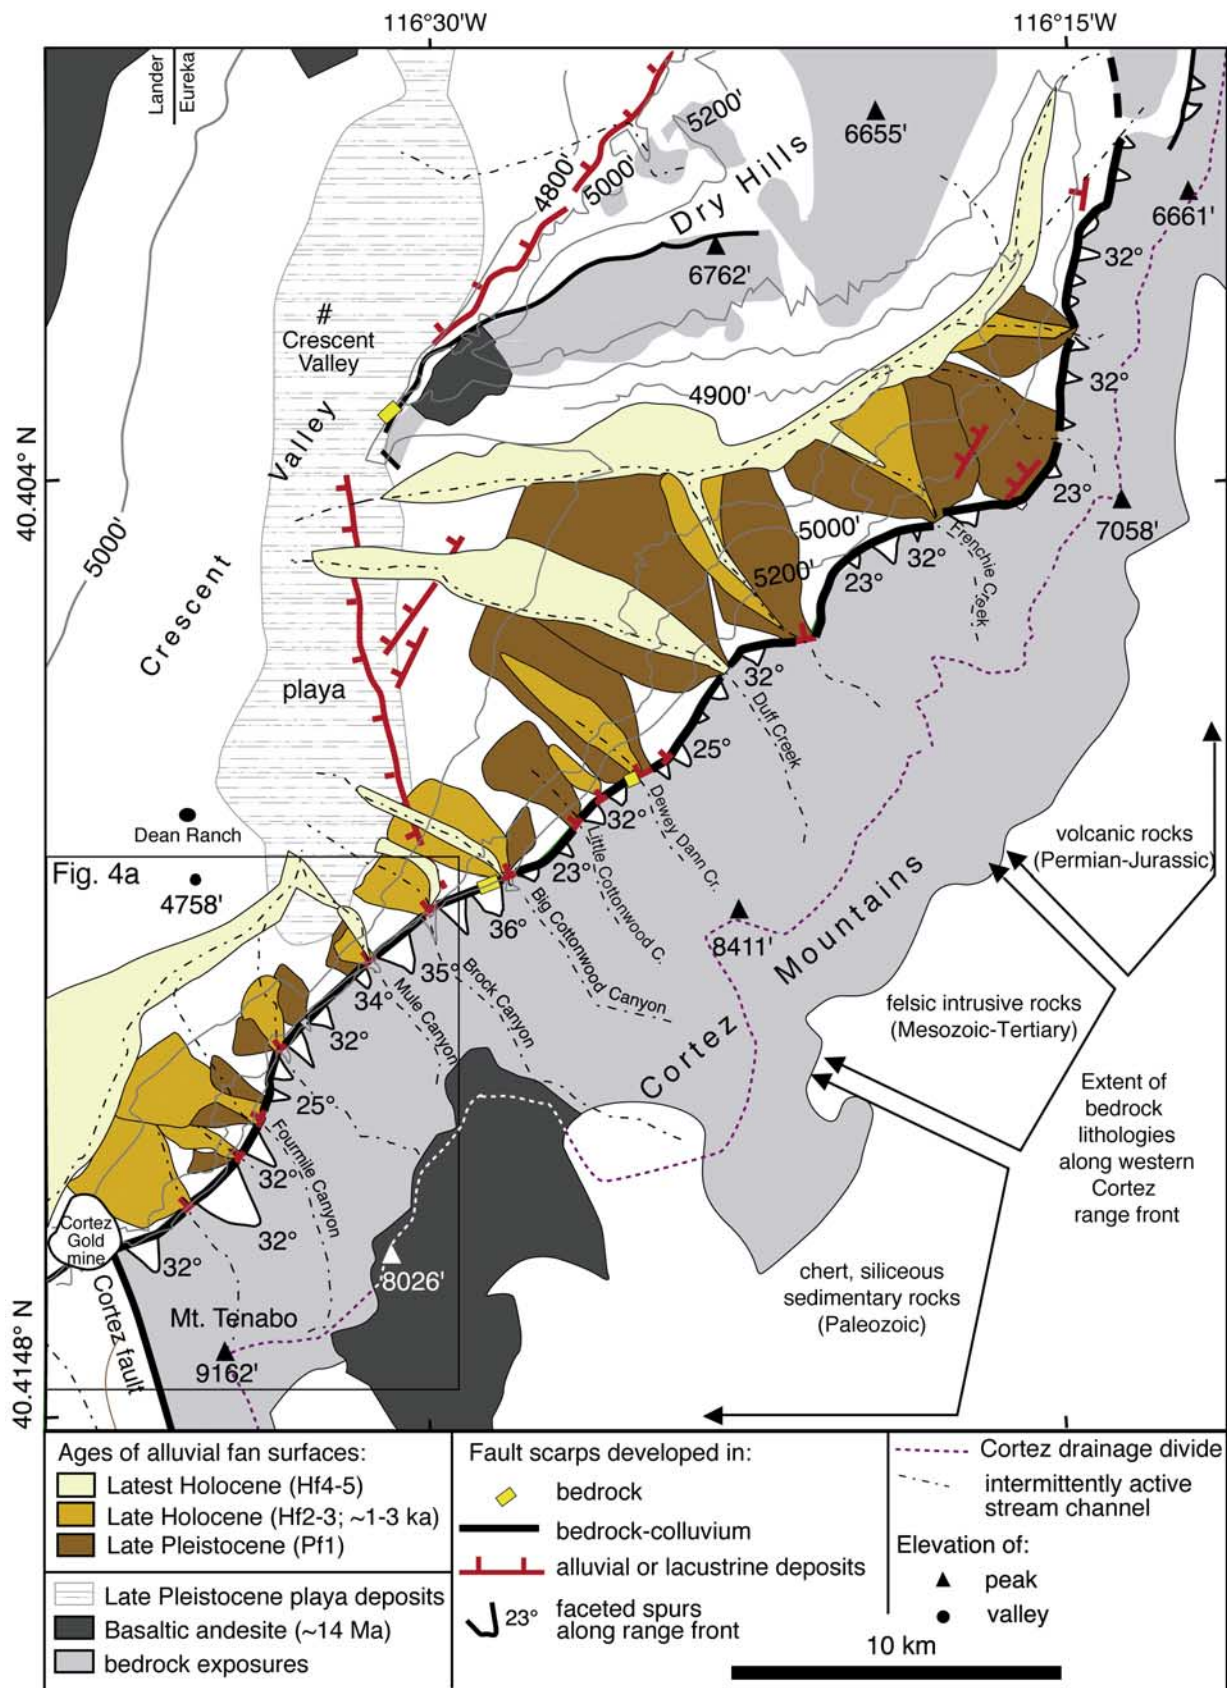 116°30'W
116°15'W
Lander
Eureka
5200'
6655'
4800'
5000'
Dry Hills
6661'
32°
6762'
#
Crescent
Valley
32°
4900'
Valley
40.404° N
23°
7058'
5000'
5200'
Frenchie Creek
32°
23°
5000'
Crescent
32°
playa
Duff Creek
25°
Dewey Dann Cr.
32°
Dean Ranch
Little Cottonwood C.
23°
volcanic rocks
(Permian-Jurassic)
Fig. 4a
4758'
Big Cottonwood Canyon
36°
8411'
Mountains
35°
Brock Canyon
34°
Mule Canyon
32°
felsic intrusive rocks
(Mesozoic-Tertiary)
Cortez
25°
Extent of
bedrock
lithologies
along western
Cortez
range front
Fourmile Canyon
32°
32°
Cortez
Gold
mine
32°
8026'
chert, siliceous
sedimentary rocks
(Paleozoic)
Cortez fault
Mt. Tenabo
9162'
40.4148° N
Ages of alluvial fan surfaces:
Latest Holocene (Hf4-5)
Late Holocene (Hf2-3; ~1-3 ka)
Late Pleistocene (Pf1)
Late Pleistocene playa deposits
Basaltic andesite (~14 Ma)
bedrock exposures
Fault scarps developed in:
bedrock
bedrock-colluvium
alluvial or lacustrine deposits
23°
faceted spurs
along range front
Cortez drainage divide
intermittently active
stream channel
Elevation of:
peak
valley
10 km